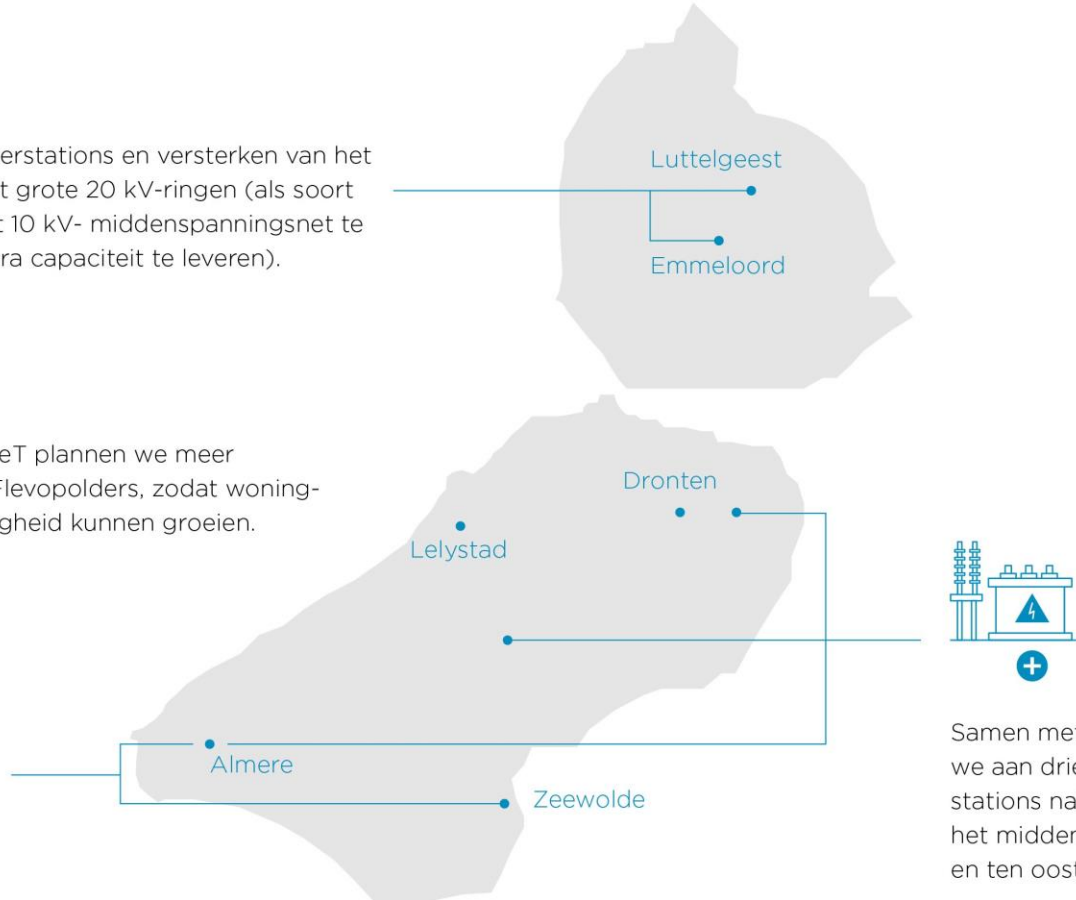 erstations en versterken van het
t grote 20 kV-ringen (als soort
t 10 kV- middenspanningsnet te
ra capaciteit te leveren).
Luttelgeest
Emmeloord
eT plannen we meer
Flevopolders, zodat woning-
gheid kunnen groeien.
Dronten
Lelystad
Almere
Zeewolde
Samen me
we aan drie
stations na
het midden
en ten oost